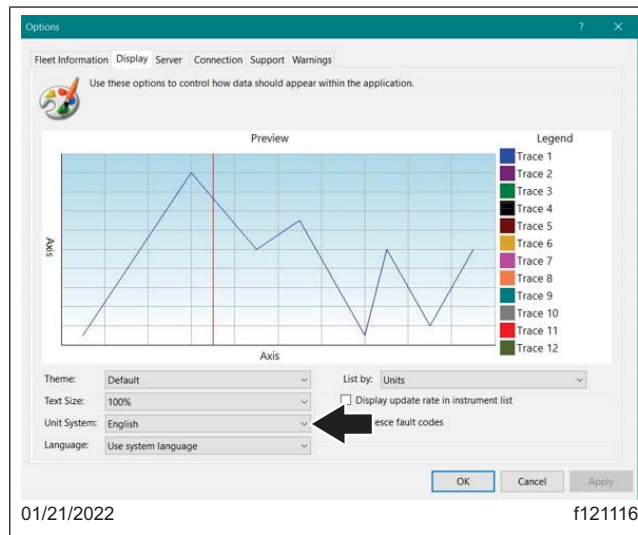 Options
Fleet Information Display Server Connection Support Warnings
Use these options to control how data should appear within the application.
Preview
Legend
Trace 1
Trace 2
Trace 3
Trace 4
Trace 5
Trace 6
Trace 7
Trace 8
Trace 9
Trace 10
Trace 11
Trace 12
Axis
Axis
Theme: Default List by: Units
Text Size: 100% Display update rate in instrument list
Unit System: English esce fault codes
Language: Use system language
OK Cancel Apply
01/21/2022 f121116